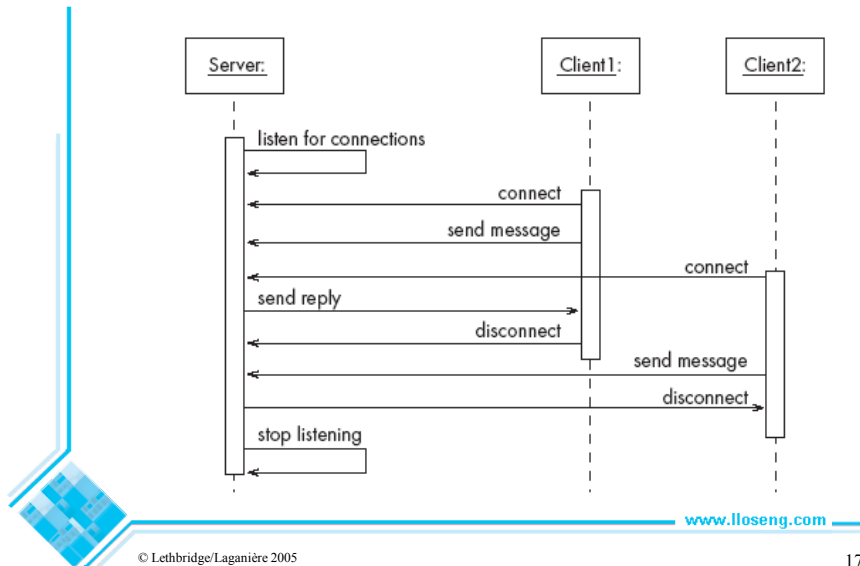 Server:
Client1:
Client2:
listen for connections
connect
send message
connect
send reply
disconnect
send message
disconnect
stop listening
www.lloseng.com
© Lethbridge/Laganière 2005
17